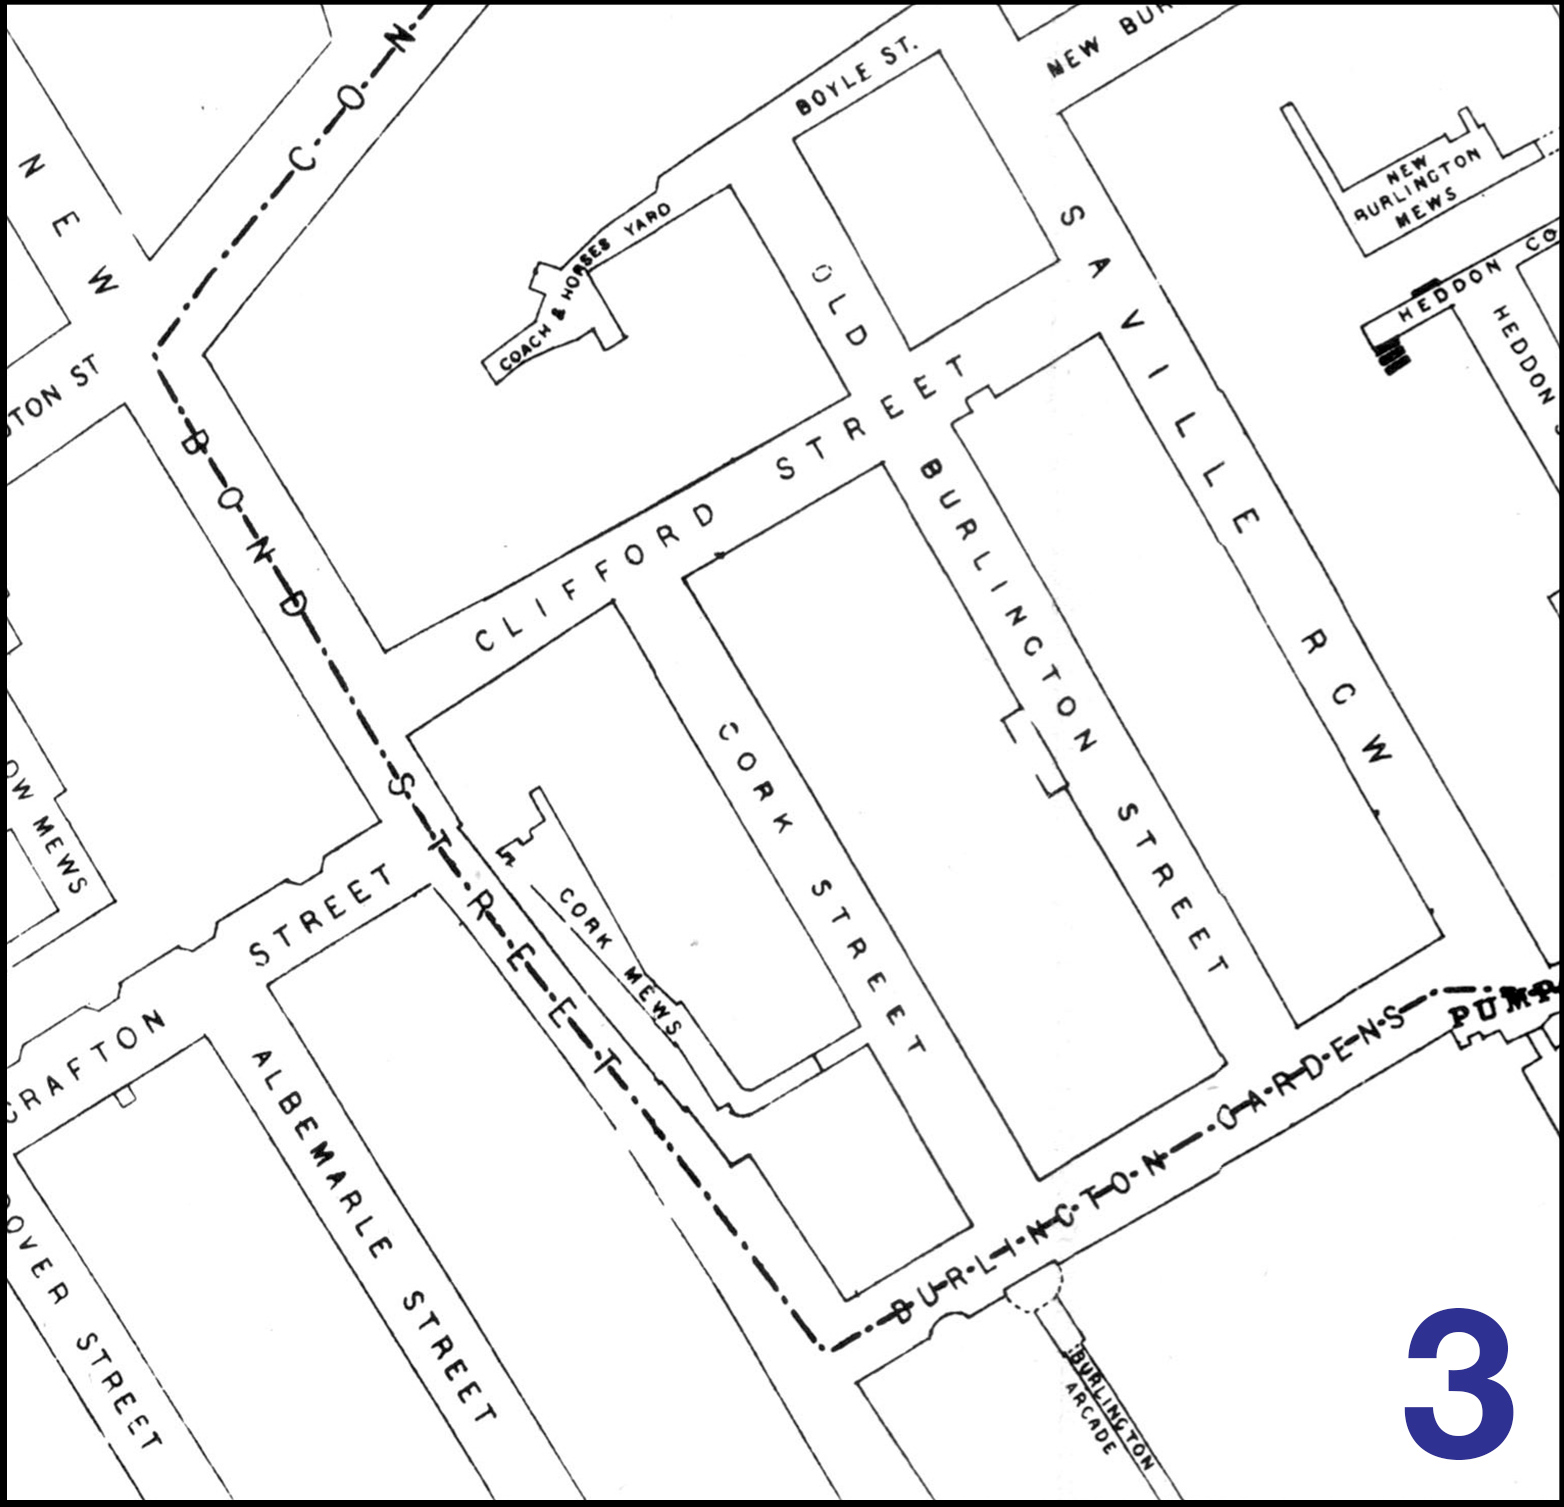 BOYLE ST.
NEW BUR
NEW
CON
BOND
STREET
TON ST
COACH & HORSES YARD
OLD
BURLINGTON
STREET
SAVILLE
ROW
NEW
BURLINGTON
MEWS
HEDDON CO
HEDDON
CLIFFORD
STREET
CORK
STREET
CORK
MEWS
OW MEWS
GRAFTON
STREET
ALBEMARLE
STREET
DOVER
STREET
BURLINGTON GARDENS
PUMP
BURLINGTON
ARCADE
3